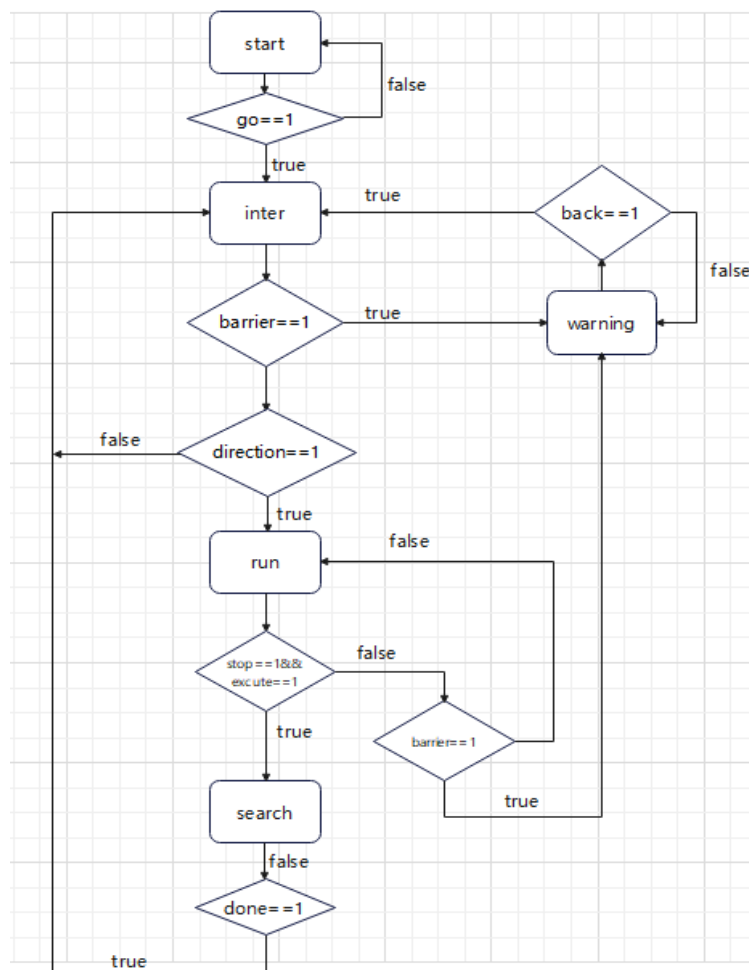 start
false
go==1
true
true
back==1
inter
false
barrier==1
true
warning
false
direction==1
true
false
run
stop==1&&
excute==1
false
true
barrier==1
true
search
false
done==1
true